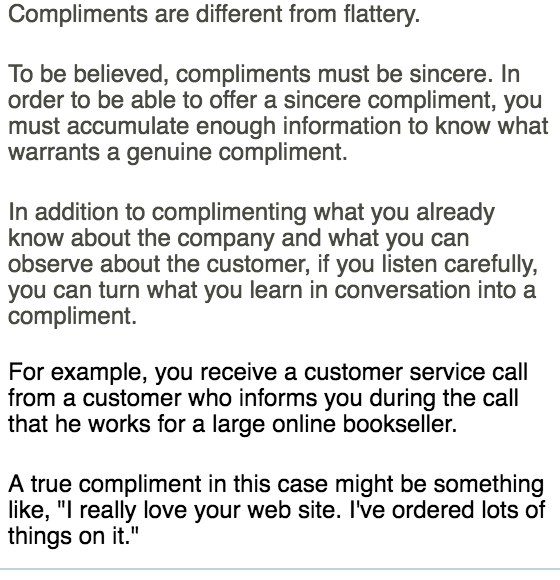 Compliments are different from flattery.
To be believed, compliments must be sincere. In
order to be able to offer a sincere compliment, you
must accumulate enough information to know what
warrants a genuine compliment.
In addition to complimenting what you already
know about the company and what you can
observe about the customer, if you listen carefully,
you can turn what you learn in conversation into a
compliment.
For example, you receive a customer service call
from a customer who informs you during the call
that he works for a large online bookseller.
A true compliment in this case might be something
like, "I really love your web site. I've ordered lots of
things on it."